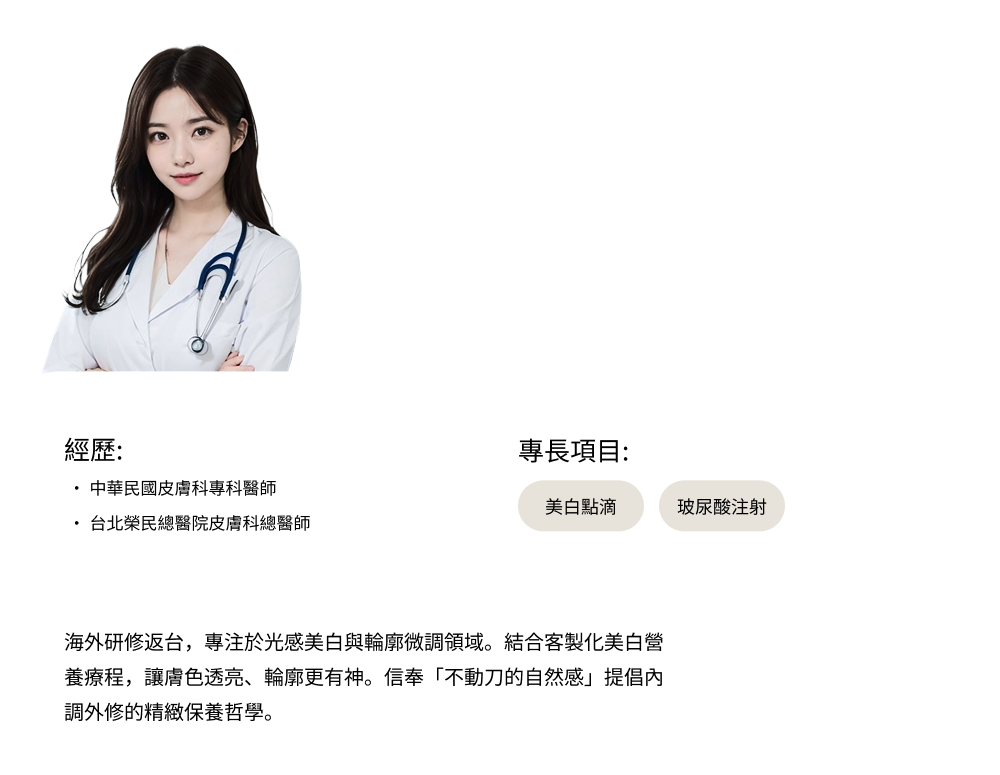 經歷:
・ 中華民國皮膚科專科醫師
・ 台北榮民總醫院皮膚科總醫師
專長項目:
美白點滴
玻尿酸注射
海外研修返台，專注於光感美白與輪廓微調領域。結合客製化美白營
養療程，讓膚色透亮、輪廓更有神。信奉「不動刀的自然感」提倡內
調外修的精緻保養哲學。